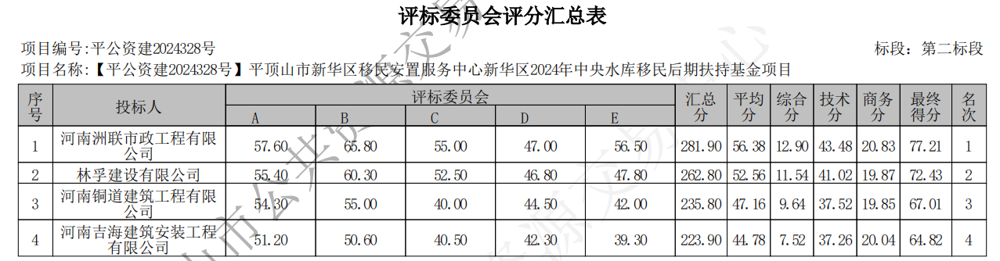 评标委员会评分汇总表
项目编号:平公资建2024328号 标段：第二标段
项目名称:【平公资建2024328号】平顶山市新华区移民安置服务中心新华区2024年中央水库移民后期扶持基金项目
序号 投标人 评标委员会 汇总分 平均分 综合分 技术分 商务分 最终得分 名次
A B C D E
1 河南洲联市政工程有限公司 57.60 65.80 55.00 47.00 56.50 281.90 56.38 12.90 43.48 20.83 77.21 1
2 林孚建设有限公司 55.40 60.30 52.50 46.80 47.80 262.80 52.56 11.54 41.02 19.87 72.43 2
3 河南铜道建筑工程有限公司 54.30 55.00 40.00 44.50 42.00 235.80 47.16 9.64 37.52 19.85 67.01 3
4 河南吉海建筑安装工程有限公司 51.20 50.60 40.50 42.30 39.30 223.90 44.78 7.52 37.26 20.04 64.82 4
山市公共资源交易
源交易中心